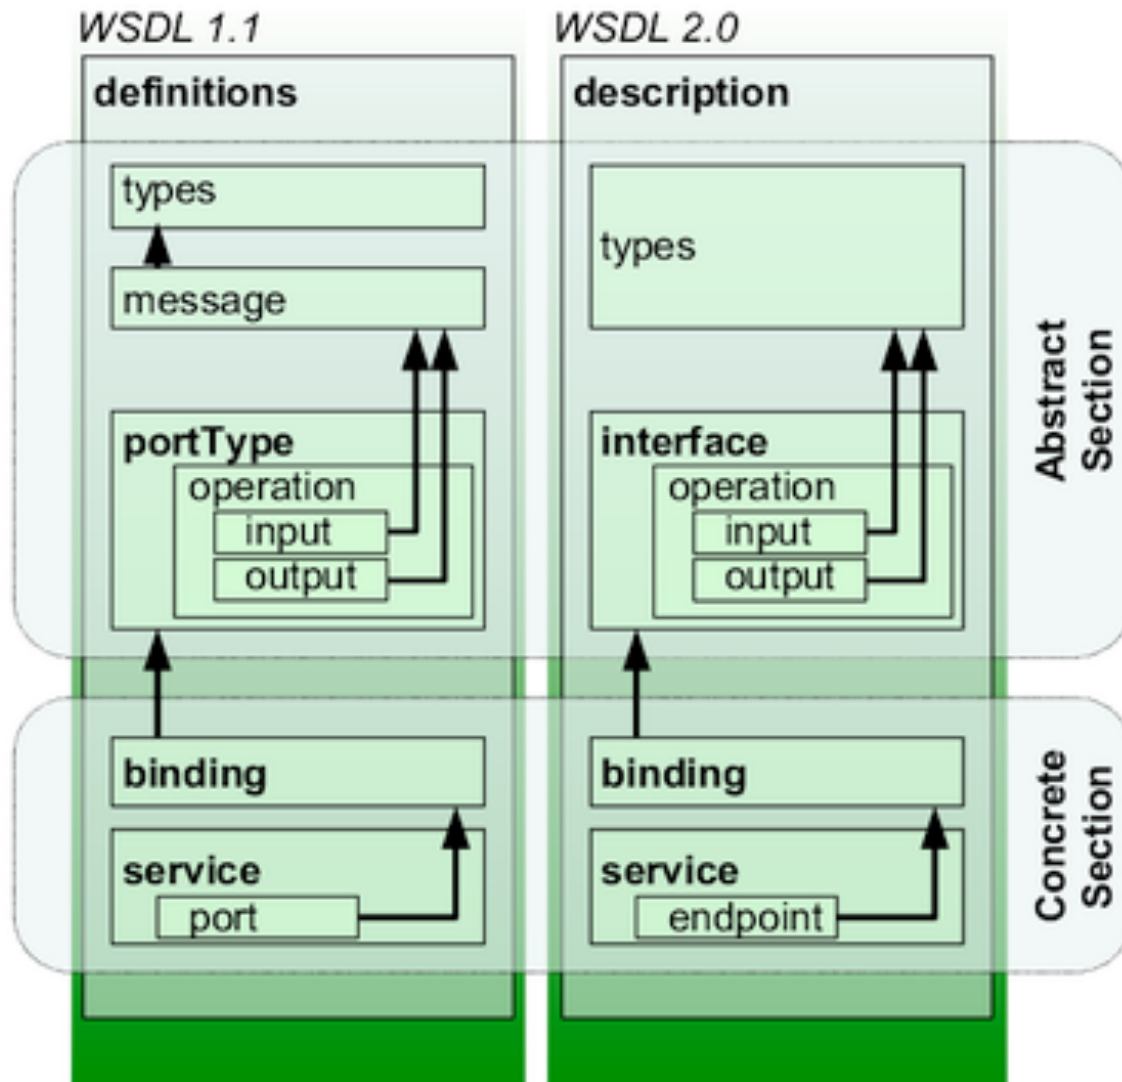 WSDL 1.1
definitions
types
message
portType
operation
input
output
binding
service
port
WSDL 2.0
description
types
interface
operation
input
output
binding
service
endpoint
Abstract
Section
Concrete
Section